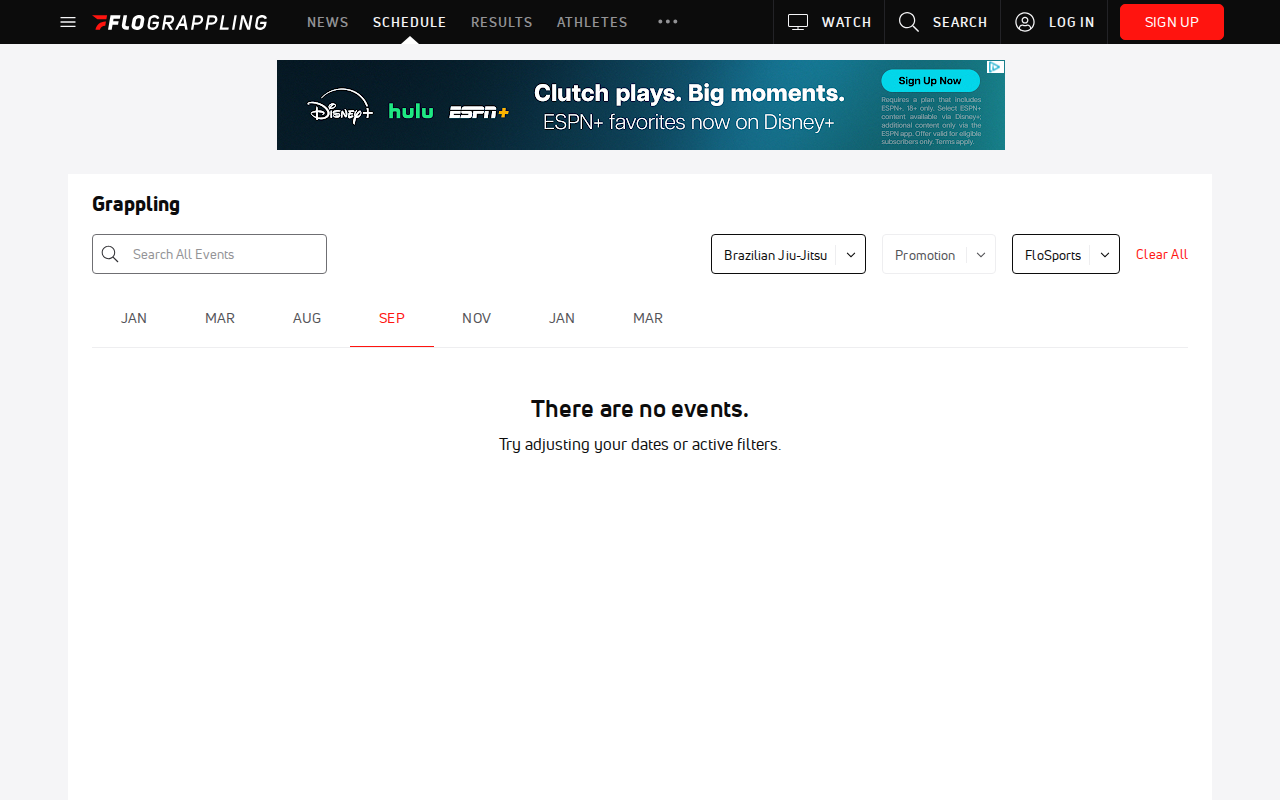 FLOGRAPPLING
NEWS
SCHEDULE
RESULTS
ATHLETES
WATCH
SEARCH
LOG IN
SIGN UP
Disney+
hulu
ESPN+
Clutch plays. Big moments.
ESPN+ favorites now on Disney+
Sign Up Now
Requires a plan that includes
ESPN+. 18+ only. Select ESPN+
content available via Disney+;
additional content only via the
ESPN app. Offer valid for eligible
subscribers only. Terms apply.
Grappling
Search All Events
Brazilian Jiu-Jitsu
Promotion
FloSports
Clear All
JAN
MAR
AUG
SEP
NOV
JAN
MAR
There are no events.
Try adjusting your dates or active filters.